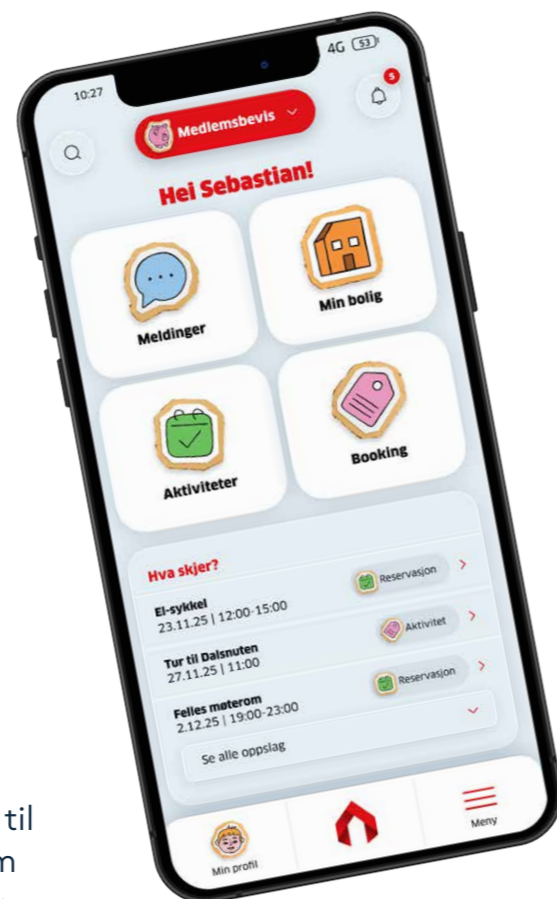 10:27
4G 53
Medlemsbevis
5
Hei Sebastian!
Meldinger
Min bolig
Aktiviteter
Booking
Hva skjer?
El-sykkel
23.11.25 | 12:00-15:00
Reservasjon
Tur til Dalsnuten
27.11.25 | 11:00
Aktivitet
Felles møterom
2.12.25 | 19:00-23:00
Reservasjon
Se alle oppslag
Min profil
Meny
til